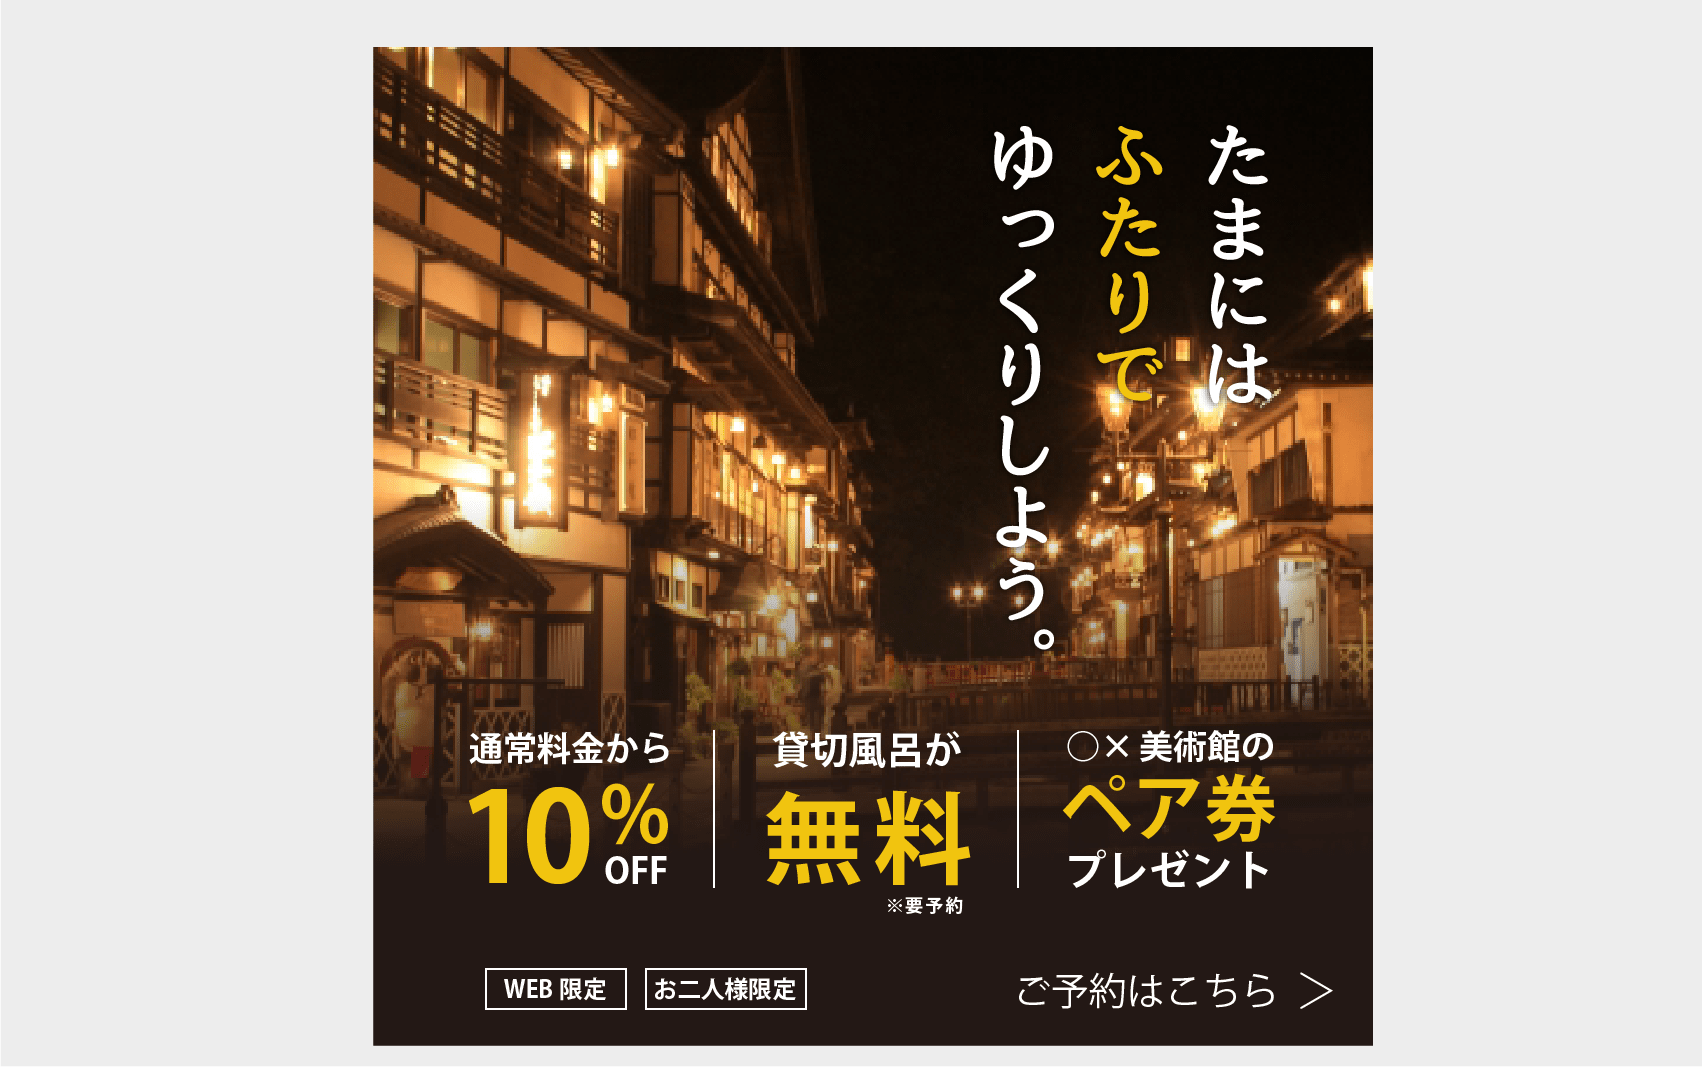 たまには
ふたりで
ゆっくりしよう。
通常料金から
10%
OFF
貸切風呂が
無料
※要予約
○×美術館の
ペア券
プレゼント
WEB限定
お二人様限定
ご予約はこちら ＞